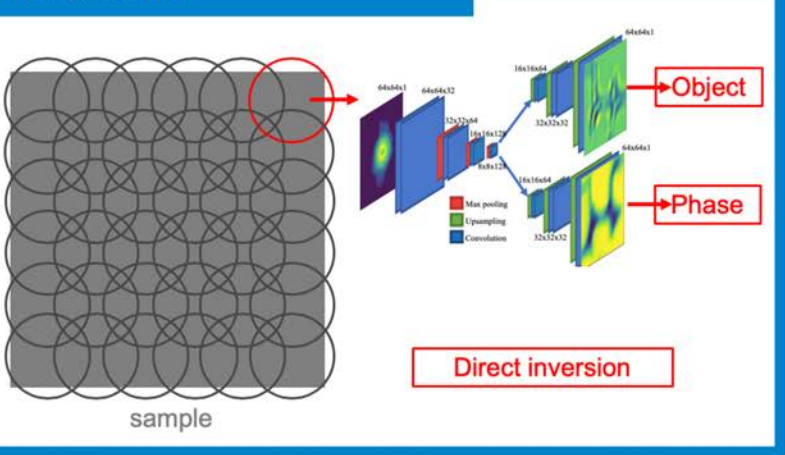 64x64x1
64x64x32
32x32x64
16x16x128
8x8x128
16x16x64
32x32x32
64x64x1
Object
16x16x64
32x32x32
64x64x1
Phase
Max pooling
Upsampling
Convolution
Direct inversion
sample